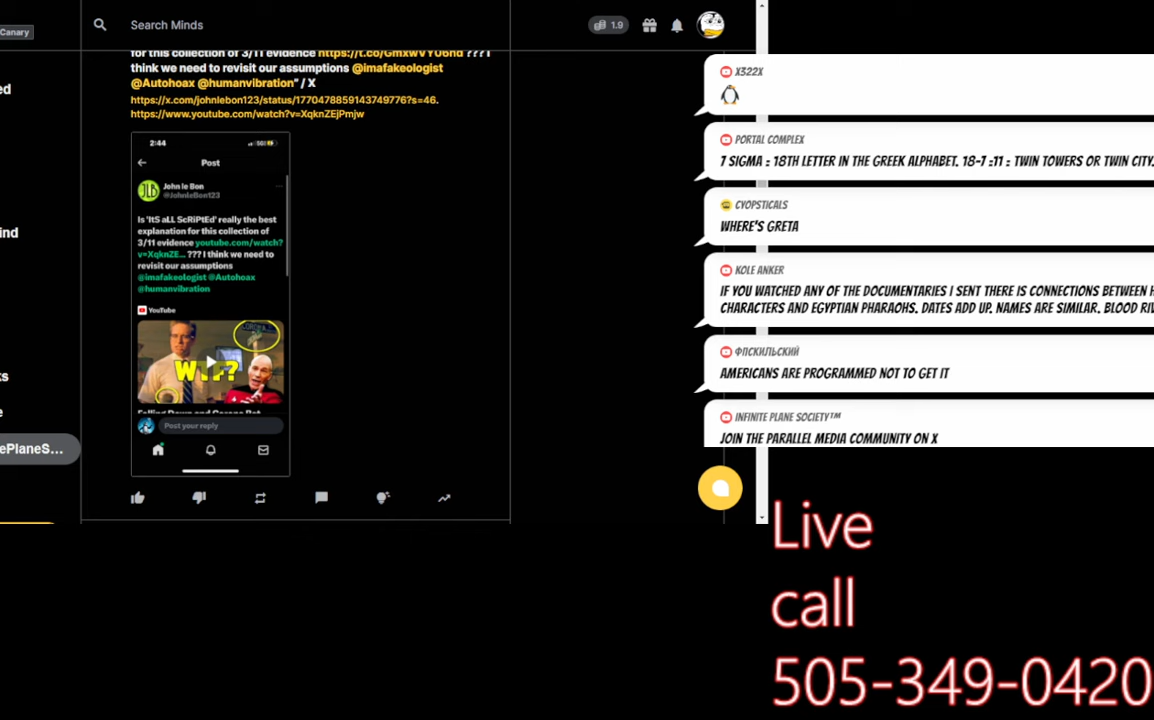 Canary
Search Minds
1.9
for this collection of 3/11 evidence https://t.co/GmxwVYU6hd ??? I
think we need to revisit our assumptions @imafakeologist
@Autohoax @humanvibration" / X
https://x.com/johnlebon123/status/1770478859143749776?s=46.
https://www.youtube.com/watch?v=XqknZEjPmjw
2:44
Post
John le Bon
@JohnleBon123
Is 'ItS aLL ScRiPtEd' really the best
explanation for this collection of
3/11 evidence youtube.com/watch?
v=XqknZE... ??? I think we need to
revisit our assumptions
@imafakeologist @Autohoax
@humanvibration
YouTube
WTF?
Post your reply
ed
ind
ks
e
ePlaneS...
X322X
PORTAL COMPLEX
7 SIGMA = 18TH LETTER IN THE GREEK ALPHABET. 18-7 =11 = TWIN TOWERS OR TWIN CITY.
CYOPSTICALS
WHERE'S GRETA
KOLE ANKER
IF YOU WATCHED ANY OF THE DOCUMENTARIES I SENT THERE IS CONNECTIONS BETWEEN H
CHARACTERS AND EGYPTIAN PHARAOHS. DATES ADD UP. NAMES ARE SIMILAR. BLOOD RIV
ФПСКИЛЬСКИЙ
AMERICANS ARE PROGRAMMED NOT TO GET IT
INFINITE PLANE SOCIETY™
JOIN THE PARALLEL MEDIA COMMUNITY ON X
Live
call
505-349-0420